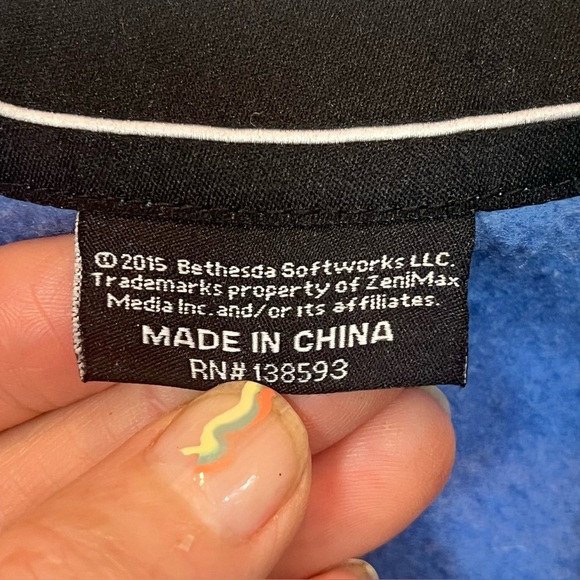 © 2015 Bethesda Softworks LLC.
Trademarks property of ZeniMax
Media Inc. and/or its affiliates.
MADE IN CHINA
RN# 138593